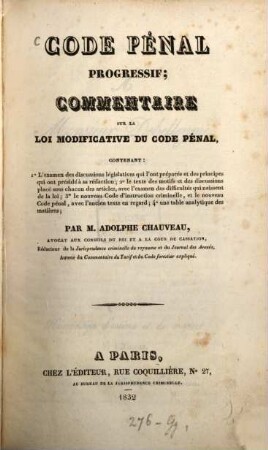 CODE PÉNAL
PROGRESSIF;
COMMENTAIRE
SUR LA
LOI MODIFICATIVE DU CODE PÉNAL,
CONTENANT:
1° L'examen des discussions législatives qui l'ont préparée et des principes
qui ont présidé à sa rédaction; 2° le texte des motifs et des discussions
placé sous chacun des articles, avec l'examen des difficultés qui naissent
de la loi; 3° le nouveau Code d'instruction criminelle, et le nouveau
Code pénal, avec l'ancien texte en regard; 4° une table analytique des
matières;
PAR M. ADOLPHE CHAUVEAU,
AVOCAT AUX CONSEILS DU ROI ET A LA COUR DE CASSATION,
Rédacteur de la Jurisprudence criminelle du royaume et du Journal des Avoués,
Auteur du Commentaire du Tarif et du Code forestier expliqué.
A PARIS,
CHEZ L'ÉDITEUR, RUE COQUILLIÈRE, N° 27,
AU BUREAU DE LA JURISPRUDENCE CRIMINELLE.
1832